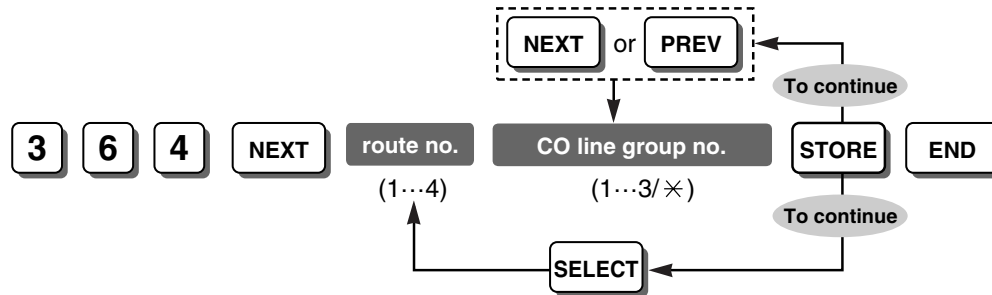 NEXT or PREV
To continue
3 6 4 NEXT route no. CO line group no. STORE END
(1···4) (1···3/✳)
To continue
SELECT